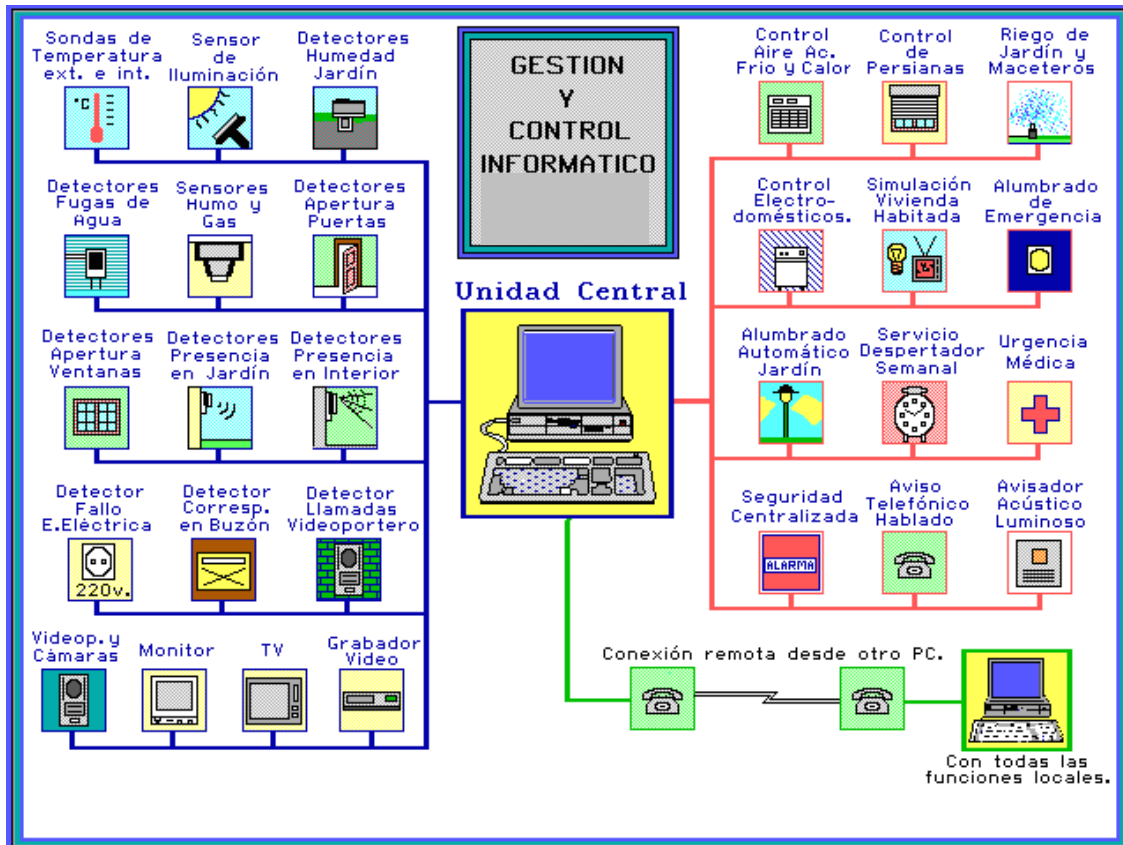 Sondas de
Temperatura
ext. e int.
Sensor
de
Iluminación
Detectores
Humedad
Jardín
°C
GESTION
Y
CONTROL
INFORMATICO
Control
Aire Ac.
Frio y Calor
Control
de
Persianas
Riego de
Jardín y
Maceteros
Detectores
Fugas de
Agua
Sensores
Humo y
Gas
Detectores
Apertura
Puertas
Control
Electro-
domésticos.
Simulación
Vivienda
Habitada
Alumbrado
de
Emergencia
Unidad Central
Detectores
Apertura
Ventanas
Detectores
Presencia
en Jardín
Detectores
Presencia
en Interior
Alumbrado
Automático
Jardín
Servicio
Despertador
Semanal
Urgencia
Médica
Detector
Fallo
E.Eléctrica
220v.
Detector
Corresp.
en Buzón
Detector
Llamadas
Videoportero
Seguridad
Centralizada
ALARMA
Aviso
Telefónico
Hablado
Avisador
Acústico
Luminoso
Videop.y
Cámaras
Monitor
TV
Grabador
Video
Conexión remota desde otro PC.
Con todas las
funciones locales.